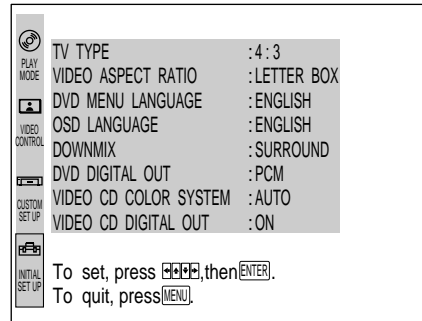 PLAY
MODE
VIDEO
CONTROL
CUSTOM
SET UP
INITIAL
SET UP
TV TYPE :4:3
VIDEO ASPECT RATIO :LETTER BOX
DVD MENU LANGUAGE :ENGLISH
OSD LANGUAGE :ENGLISH
DOWNMIX :SURROUND
DVD DIGITAL OUT :PCM
VIDEO CD COLOR SYSTEM :AUTO
VIDEO CD DIGITAL OUT :ON
To set, press ,then ENTER.
To quit, press MENU.